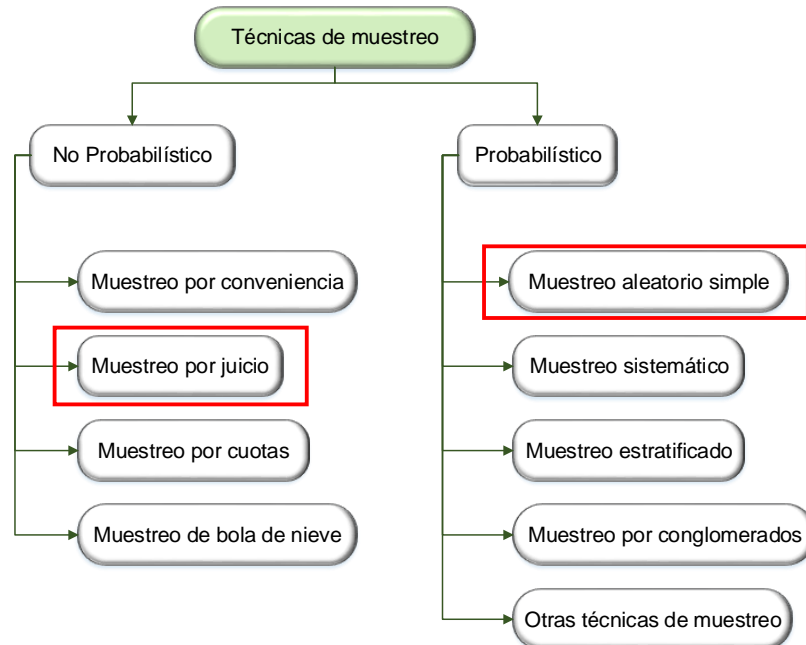 Técnicas de muestreo
No Probabilístico
Probabilístico
Muestreo por conveniencia
Muestreo aleatorio simple
Muestreo por juicio
Muestreo sistemático
Muestreo por cuotas
Muestreo estratificado
Muestreo de bola de nieve
Muestreo por conglomerados
Otras técnicas de muestreo